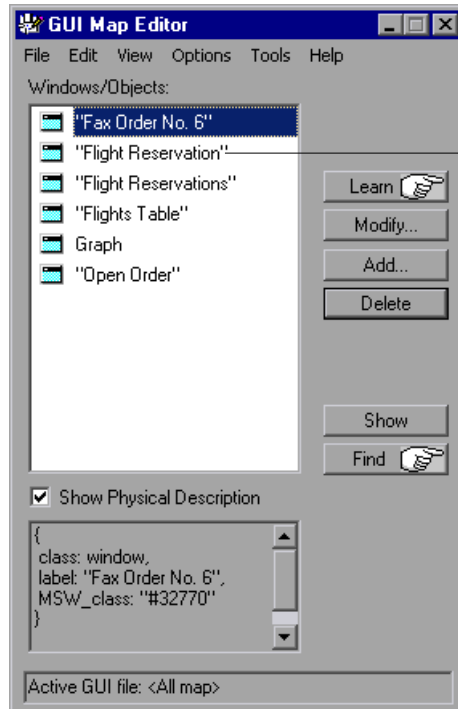 GUI Map Editor
File Edit View Options Tools Help
Windows/Objects:
"Fax Order No. 6"
"Flight Reservation"
"Flight Reservations"
"Flights Table"
Graph
"Open Order"
Learn
Modify...
Add...
Delete
Show
Find
Show Physical Description
{
class: window,
label: "Fax Order No. 6",
MSW_class: "#32770"
}
Active GUI file: <All map>